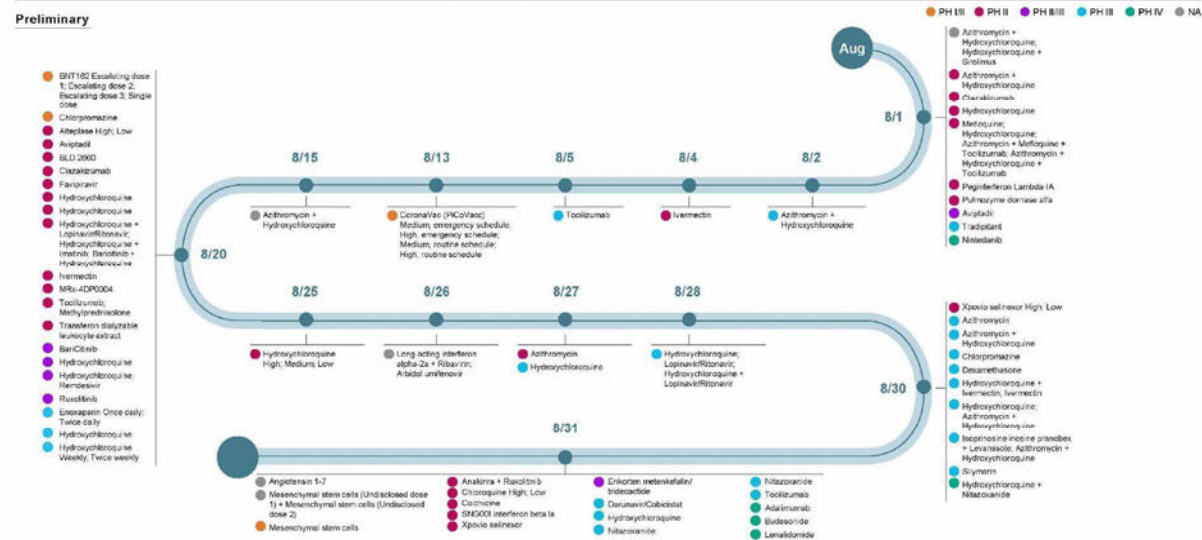 Preliminary
PH I/II
PH II
PH II/III
PH III
PH IV
NA
Aug
8/1
Azithromycin +
Hydroxychloroquine;
Hydroxychloroquine +
Sirolimus
Azithromycin +
Hydroxychloroquine
Clazakizumab
Hydroxychloroquine
Mefloquine;
Hydroxychloroquine;
Azithromycin + Mefloquine +
Tocilizumab; Azithromycin +
Hydroxychloroquine +
Tocilizumab
Peginterferon Lambda-1A
Pulmozyme dornase alfa
Aviptadil
Tradipitant
Nintedanib
8/2
Azithromycin +
Hydroxychloroquine
8/4
Ivermectin
8/5
Tocilizumab
8/13
CoronaVac (PiCoVacc)
Medium, emergency schedule;
High, emergency schedule;
Medium, routine schedule;
High, routine schedule
8/15
Azithromycin +
Hydroxychloroquine
8/20
BNT162 Escalating dose
1; Escalating dose 2;
Escalating dose 3; Single
dose
Chlorpromazine
Alteplase High; Low
Aviptadil
BLD 2660
Clazakizumab
Favipiravir
Hydroxychloroquine
Hydroxychloroquine
Hydroxychloroquine +
Lopinavir/Ritonavir;
Hydroxychloroquine +
Imatinib; Baricitinib +
Hydroxychloroquine
Ivermectin
MRx-4DP0004
Tocilizumab;
Methylprednisolone
Transferon dialyzable
leukocyte extract
BariCitinib
Hydroxychloroquine
Hydroxychloroquine;
Remdesivir
Ruxolitinib
Enoxaparin Once daily;
Twice daily
Hydroxychloroquine
Hydroxychloroquine
Weekly; Twice weekly
8/25
Hydroxychloroquine
High; Medium; Low
8/26
Long-acting interferon
alpha-2a + Ribavirin;
Arbidol umifenovir
8/27
Azithromycin
Hydroxychloroquine
8/28
Hydroxychloroquine;
Lopinavir/Ritonavir;
Hydroxychloroquine +
Lopinavir/Ritonavir
8/30
Xpovio selinexor High; Low
Azithromycin
Azithromycin +
Hydroxychloroquine
Chlorpromazine
Dexamethasone
Hydroxychloroquine +
Ivermectin; Ivermectin
Hydroxychloroquine;
Azithromycin +
Hydroxychloroquine
Isoprinosine inosine pranobex
+ Levamisole; Azithromycin +
Hydroxychloroquine
Silymarin
Hydroxychloroquine +
Nitazoxanide
8/31
Angiotensin 1-7
Mesenchymal stem cells (Undisclosed dose
1) + Mesenchymal stem cells (Undisclosed
dose 2)
Mesenchymal stem cells
Anakinra + Ruxolitinib
Chloroquine High; Low
Colchicine
SNG001 interferon beta 1a
Xpovio selinexor
Enkorten metenkefalin/
tridecactide
Darunavir/Cobicistat
Hydroxychloroquine
Nitazoxanide
Nitazoxanide
Tocilizumab
Adalimumab
Budesonide
Lenalidomide